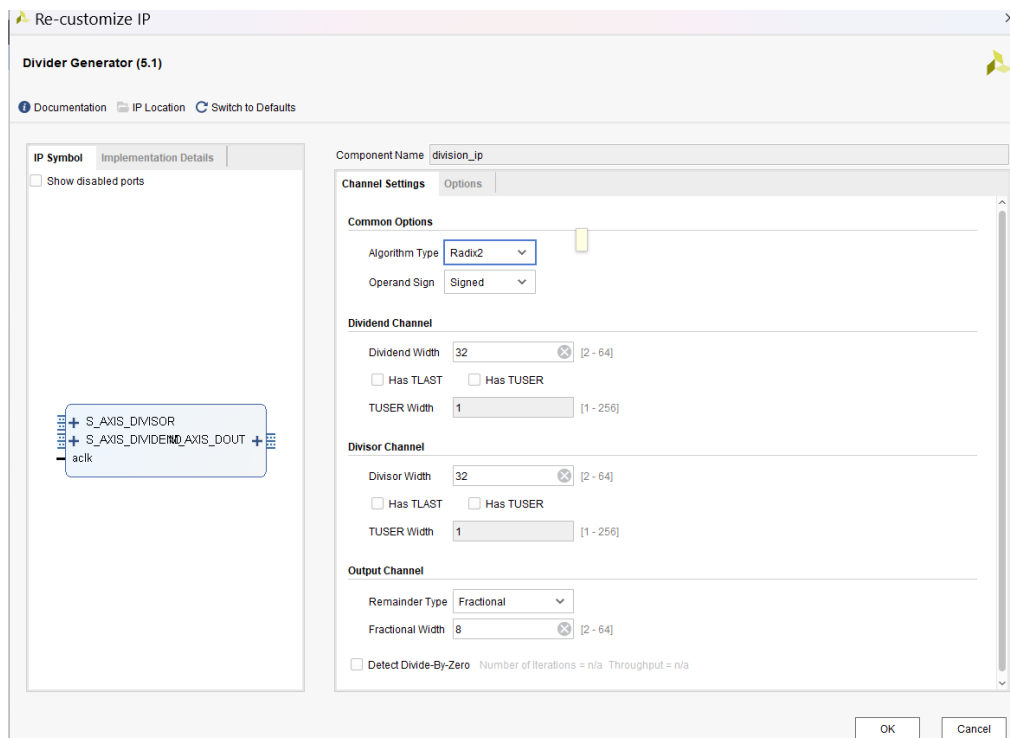 Re-customize IP
Divider Generator (5.1)
Documentation IP Location Switch to Defaults
IP Symbol Implementation Details
Show disabled ports
S_AXIS_DIVISOR
S_AXIS_DIVIDEND M_AXIS_DOUT
aclk
Component Name division_ip
Channel Settings Options
Common Options
Algorithm Type Radix2
Operand Sign Signed
Dividend Channel
Dividend Width 32 [2 - 64]
Has TLAST Has TUSER
TUSER Width 1 [1 - 256]
Divisor Channel
Divisor Width 32 [2 - 64]
Has TLAST Has TUSER
TUSER Width 1 [1 - 256]
Output Channel
Remainder Type Fractional
Fractional Width 8 [2 - 64]
Detect Divide-By-Zero Number of Iterations = n/a Throughput = n/a
OK Cancel